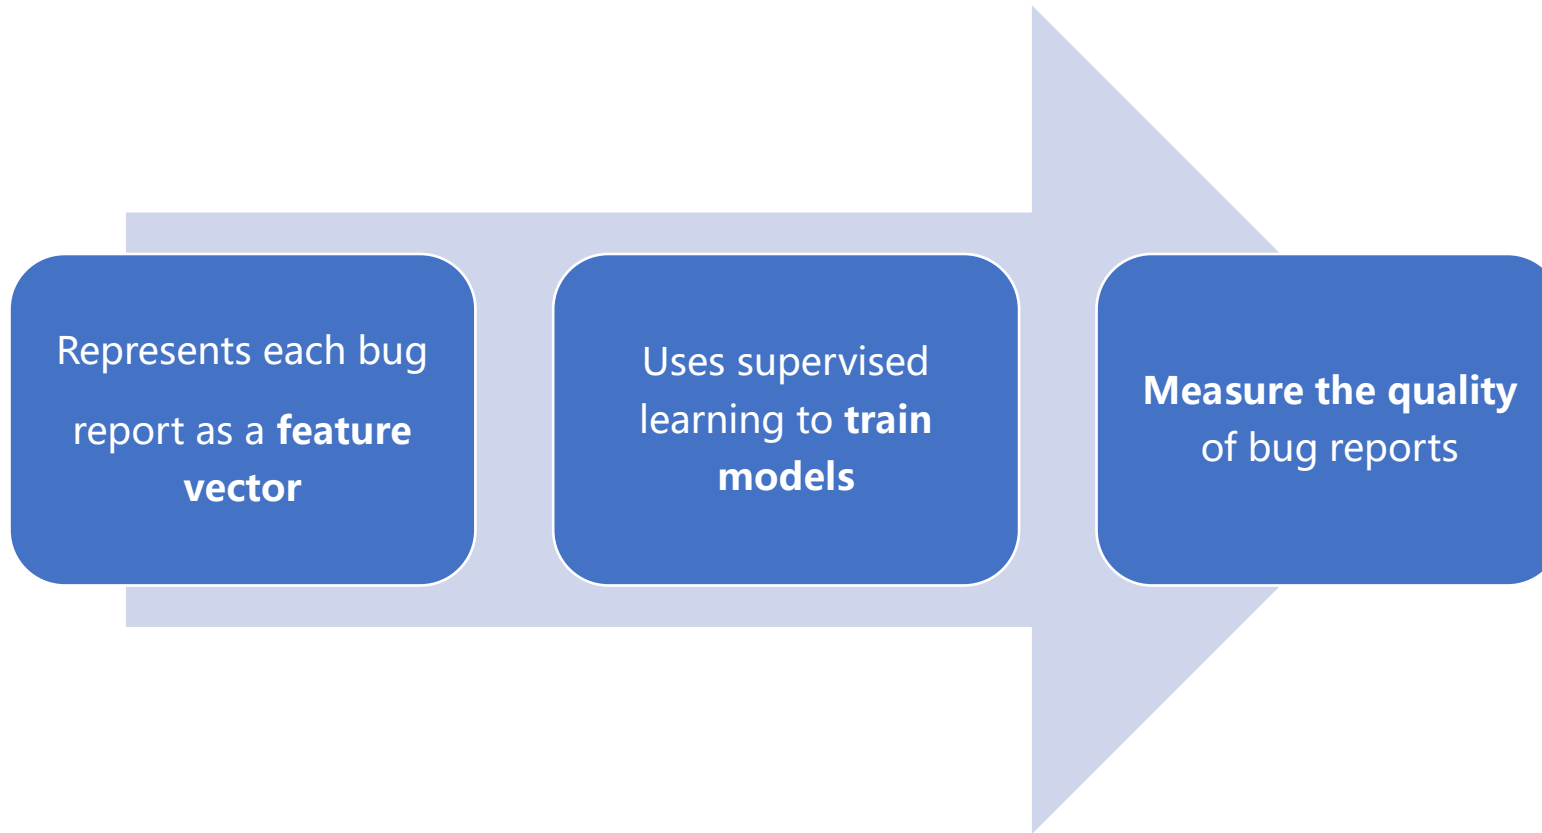 Represents each bug
report as a feature
vector
Uses supervised
learning to train
models
Measure the quality
of bug reports